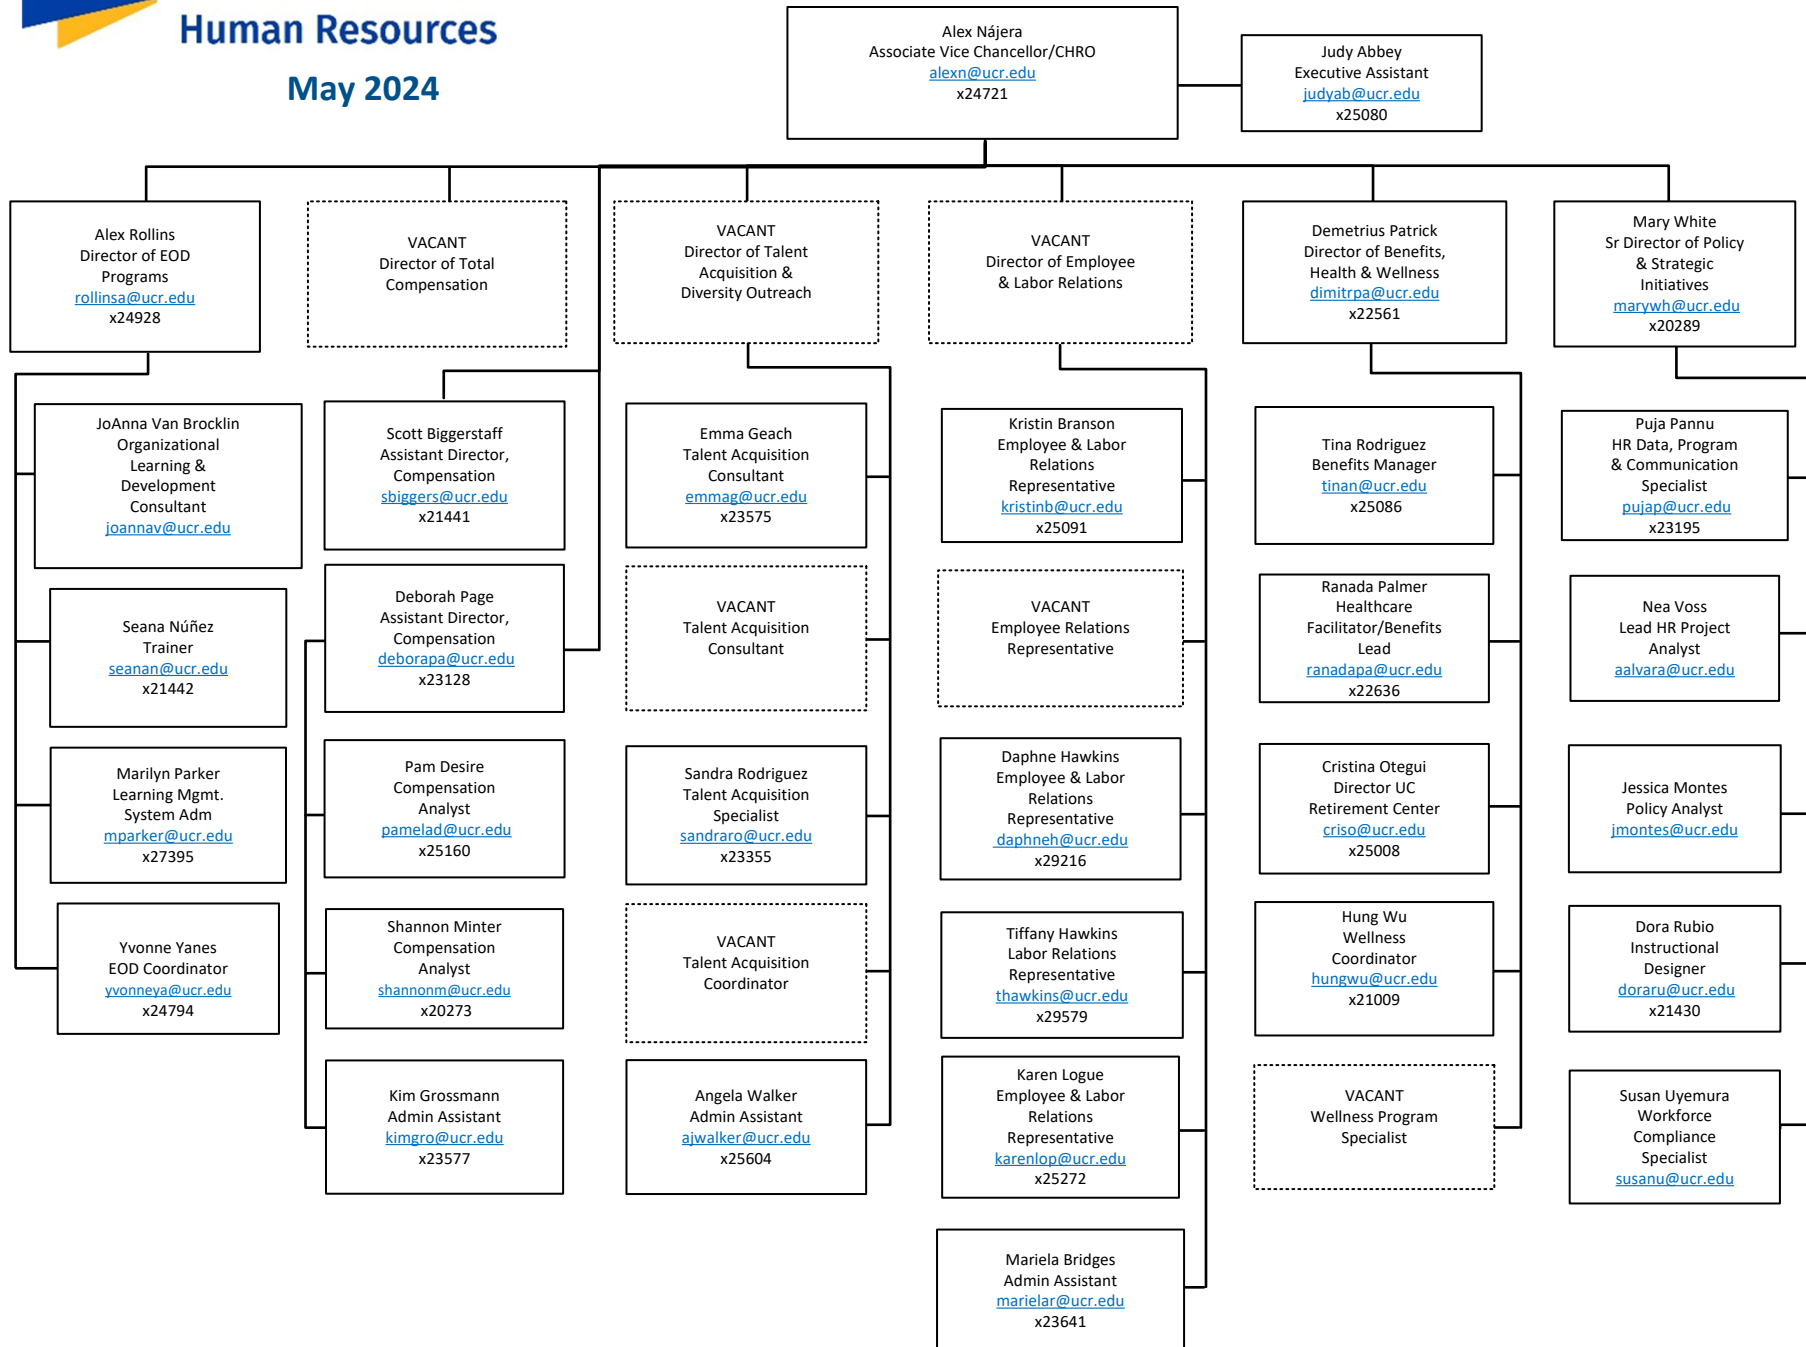 Human Resources
May 2024
Alex Nájera
Associate Vice Chancellor/CHRO
alexn@ucr.edu
x24721
Judy Abbey
Executive Assistant
judyab@ucr.edu
x25080
Alex Rollins
Director of EOD
Programs
rollinsa@ucr.edu
x24928
VACANT
Director of Total
Compensation
VACANT
Director of Talent
Acquisition &
Diversity Outreach
VACANT
Director of Employee
& Labor Relations
Demetrius Patrick
Director of Benefits,
Health & Wellness
dimitrpa@ucr.edu
x22561
Mary White
Sr Director of Policy
& Strategic
Initiatives
marywh@ucr.edu
x20289
JoAnna Van Brocklin
Organizational
Learning &
Development
Consultant
joannav@ucr.edu
Seana Núñez
Trainer
seanan@ucr.edu
x21442
Marilyn Parker
Learning Mgmt.
System Adm
mparker@ucr.edu
x27395
Yvonne Yanes
EOD Coordinator
yvonneya@ucr.edu
x24794
Scott Biggerstaff
Assistant Director,
Compensation
sbiggers@ucr.edu
x21441
Deborah Page
Assistant Director,
Compensation
deborapa@ucr.edu
x23128
Pam Desire
Compensation
Analyst
pamelad@ucr.edu
x25160
Shannon Minter
Compensation
Analyst
shannonm@ucr.edu
x20273
Kim Grossmann
Admin Assistant
kimgro@ucr.edu
x23577
Emma Geach
Talent Acquisition
Consultant
emmag@ucr.edu
x23575
VACANT
Talent Acquisition
Consultant
Sandra Rodriguez
Talent Acquisition
Specialist
sandraro@ucr.edu
x23355
VACANT
Talent Acquisition
Coordinator
Angela Walker
Admin Assistant
ajwalker@ucr.edu
x25604
Kristin Branson
Employee & Labor
Relations
Representative
kristinb@ucr.edu
x25091
VACANT
Employee Relations
Representative
Daphne Hawkins
Employee & Labor
Relations
Representative
daphneh@ucr.edu
x29216
Tiffany Hawkins
Labor Relations
Representative
thawkins@ucr.edu
x29579
Karen Logue
Employee & Labor
Relations
Representative
karenlop@ucr.edu
x25272
Mariela Bridges
Admin Assistant
marielar@ucr.edu
x23641
Tina Rodriguez
Benefits Manager
tinan@ucr.edu
x25086
Ranada Palmer
Healthcare
Facilitator/Benefits
Lead
ranadapa@ucr.edu
x22636
Cristina Otegui
Director UC
Retirement Center
criso@ucr.edu
x25008
Hung Wu
Wellness
Coordinator
hungwu@ucr.edu
x21009
VACANT
Wellness Program
Specialist
Puja Pannu
HR Data, Program
& Communication
Specialist
pujap@ucr.edu
x23195
Nea Voss
Lead HR Project
Analyst
aalvara@ucr.edu
Jessica Montes
Policy Analyst
jmontes@ucr.edu
Dora Rubio
Instructional
Designer
doraru@ucr.edu
x21430
Susan Uyemura
Workforce
Compliance
Specialist
susanu@ucr.edu